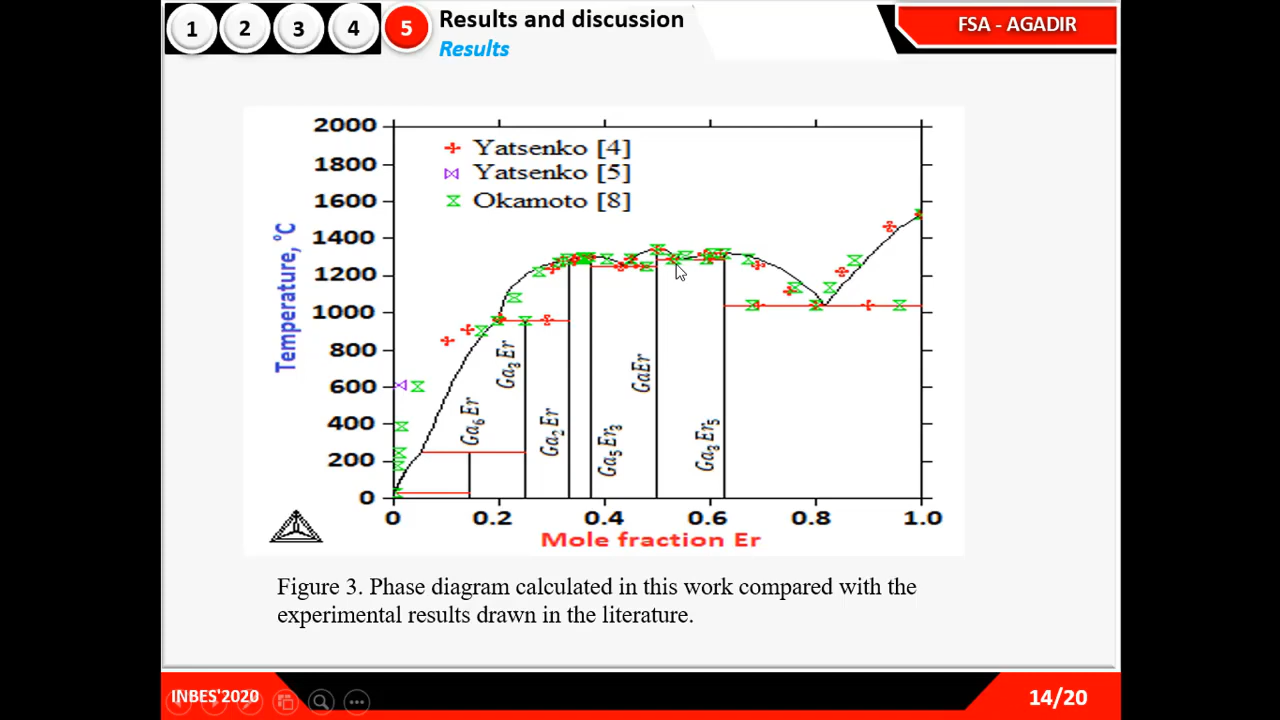 1 2 3 4 5
Results and discussion
Results
FSA - AGADIR
Yatsenko [4]
Yatsenko [5]
Okamoto [8]
Temperature, °C
2000
1800
1600
1400
1200
1000
800
600
400
200
0
Ga₆Er
Ga₃Er
Ga₂Er
Ga₅Er₃
GaEr
Ga₃Er₅
0 0.2 0.4 0.6 0.8 1.0
Mole fraction Er
Figure 3. Phase diagram calculated in this work compared with the
experimental results drawn in the literature.
INBES'2020
14/20